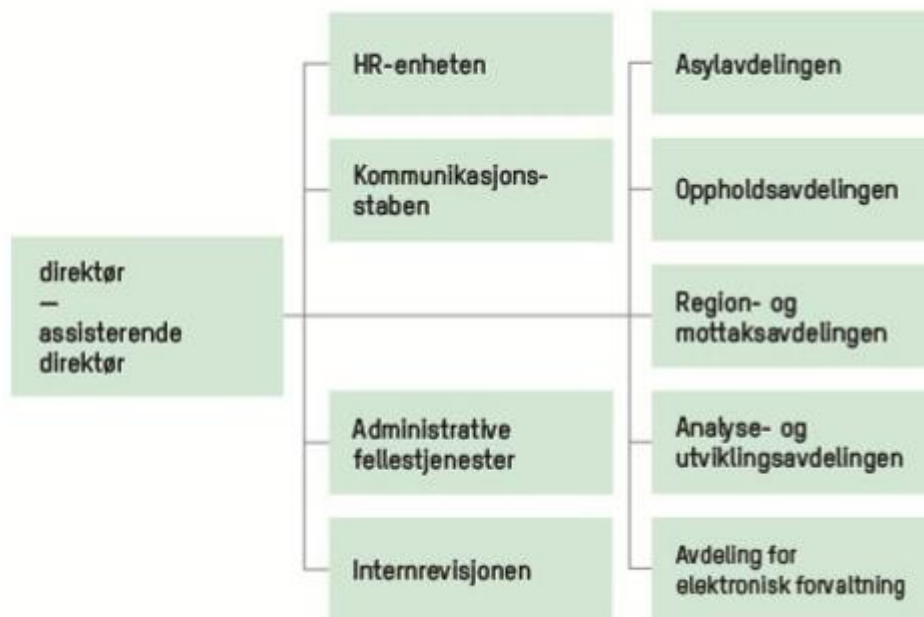 direktør
—
assisterende
direktør
HR-enheten
Kommunikasjons-
staben
Administrative
fellestjenester
Internrevisjonen
Asylavdelingen
Oppholdsavdelingen
Region- og
mottaksavdelingen
Analyse- og
utviklingsavdelingen
Avdeling for
elektronisk forvaltning